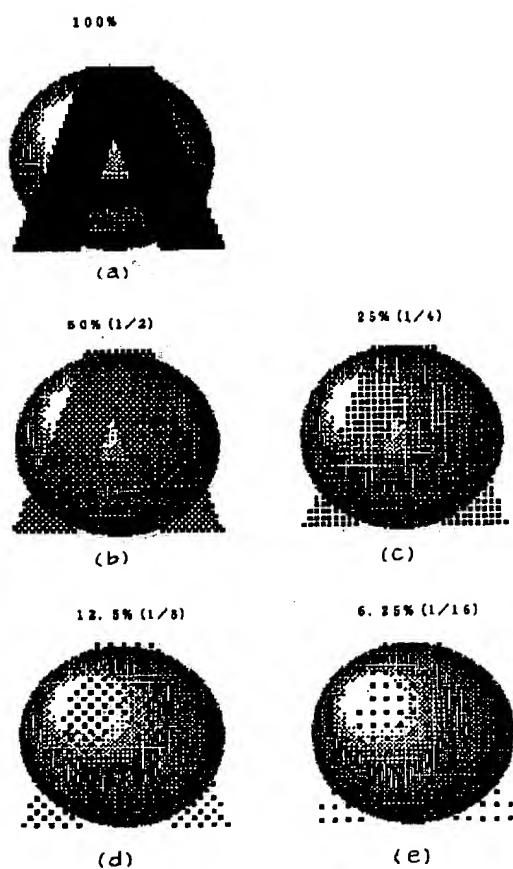 100%
(a)
50% (1/2)
25% (1/4)
(b)
(c)
12.5% (1/8)
6.25% (1/16)
(d)
(e)